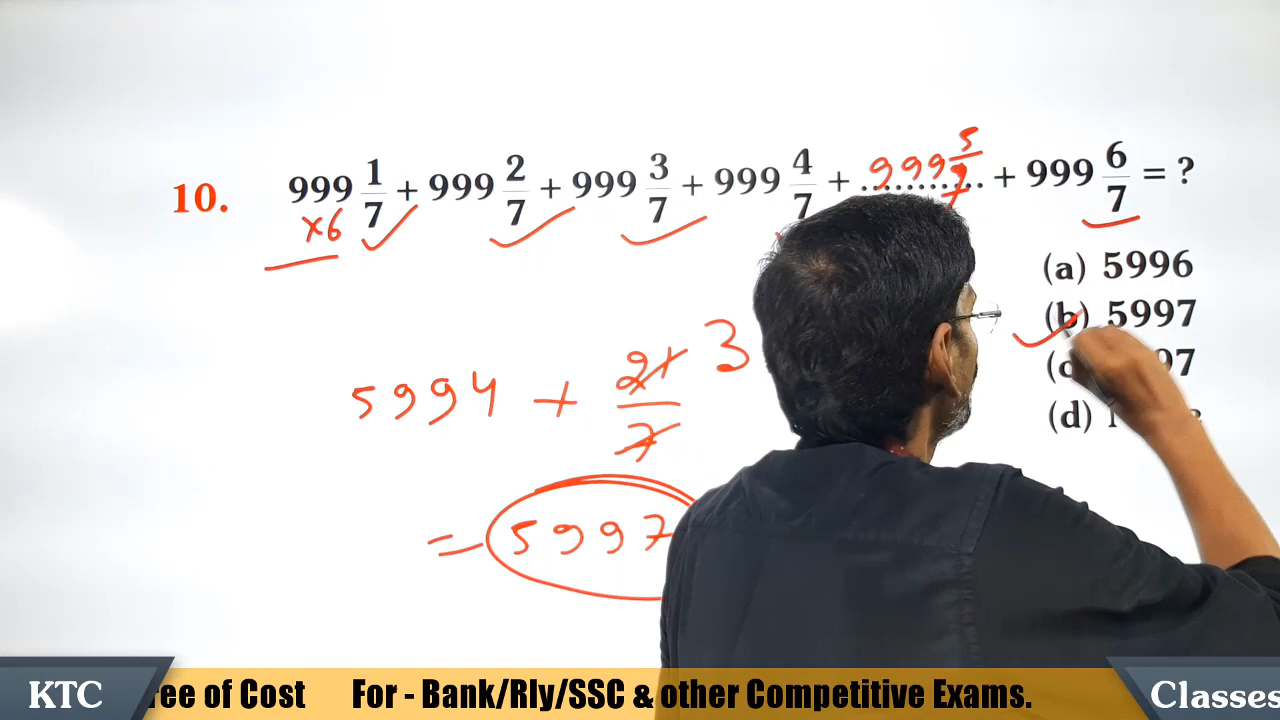 10. 999 1/7 + 999 2/7 + 999 3/7 + 999 4/7 + ........... + 999 6/7 = ?
999 5/7
×6
(a) 5996
(b) 5997
(c) 97
(d)
5994 + 21/7 3
= 5997
KTC ree of Cost For - Bank/Rly/SSC & other Competitive Exams. Classes